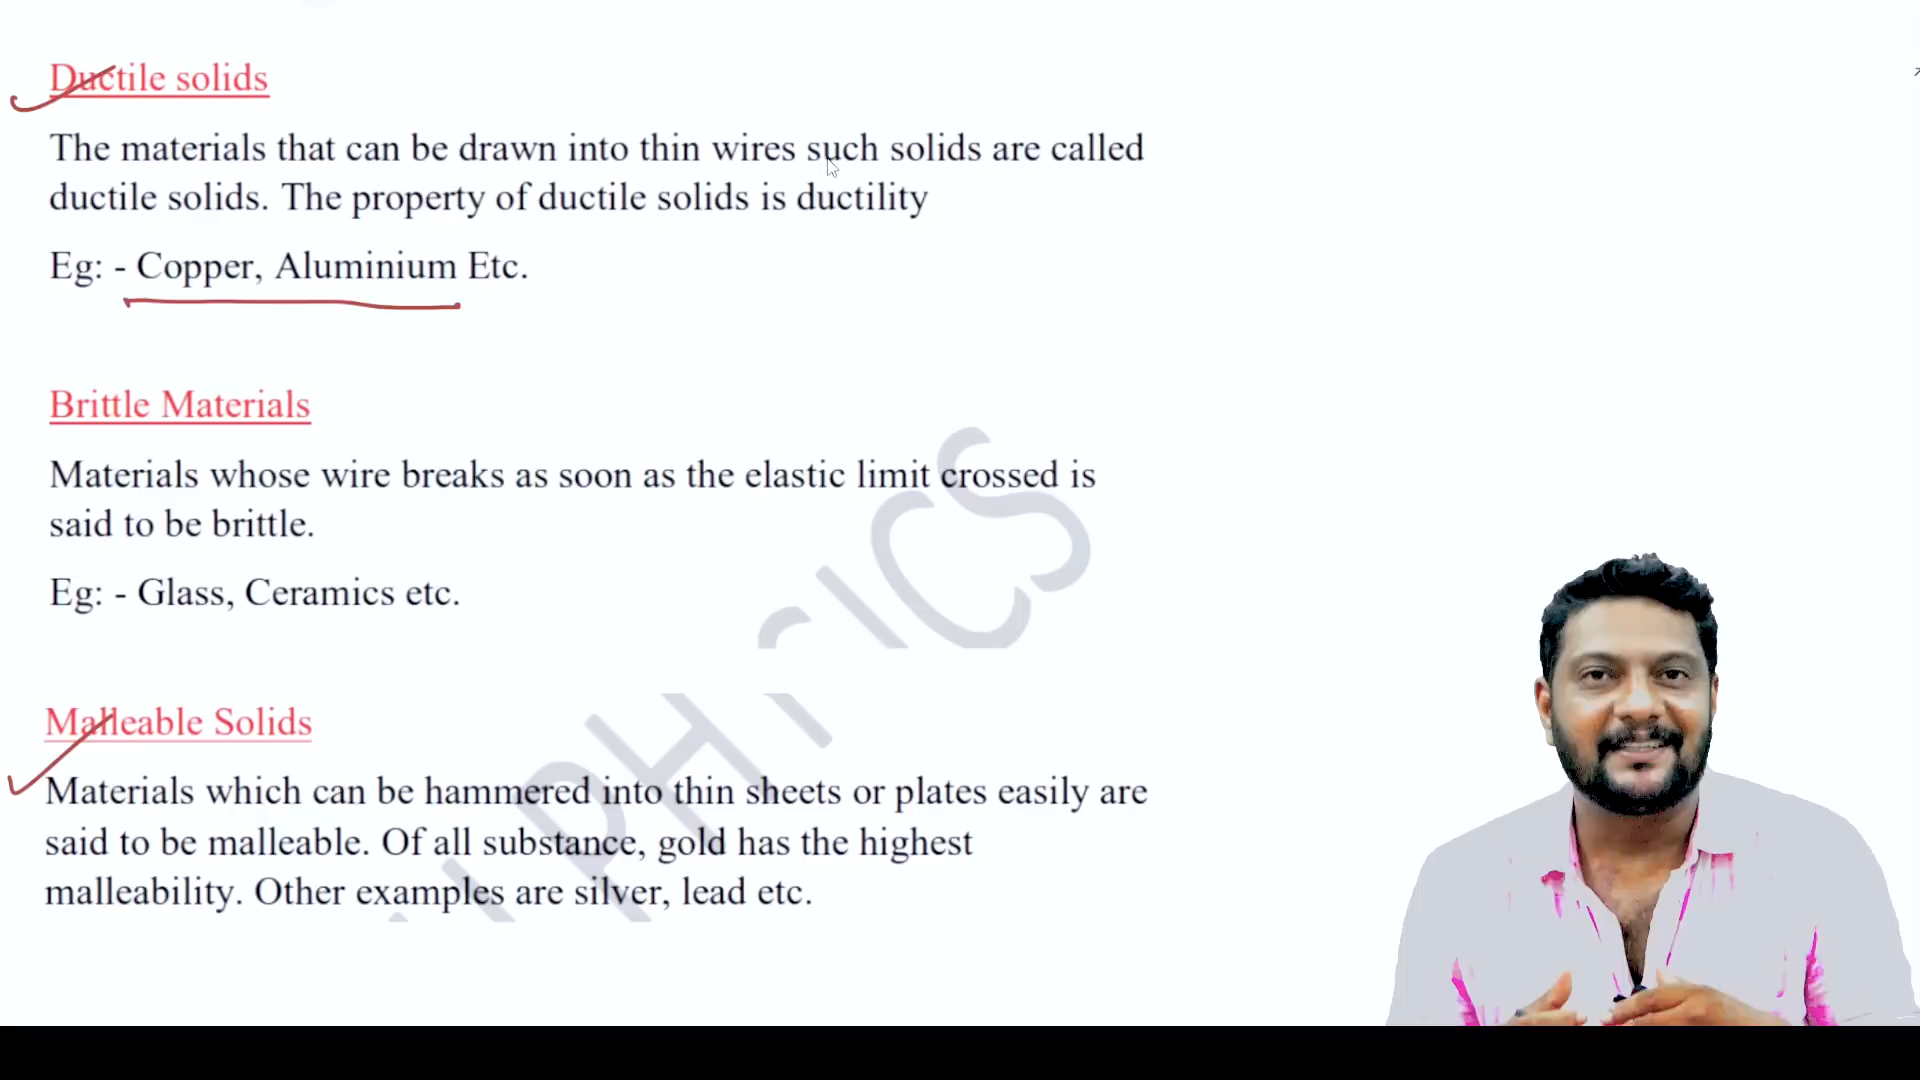 Ductile solids
The materials that can be drawn into thin wires such solids are called
ductile solids. The property of ductile solids is ductility
Eg: - Copper, Aluminium Etc.
Brittle Materials
Materials whose wire breaks as soon as the elastic limit crossed is
said to be brittle.
Eg: - Glass, Ceramics etc.
Malleable Solids
Materials which can be hammered into thin sheets or plates easily are
said to be malleable. Of all substance, gold has the highest
malleability. Other examples are silver, lead etc.